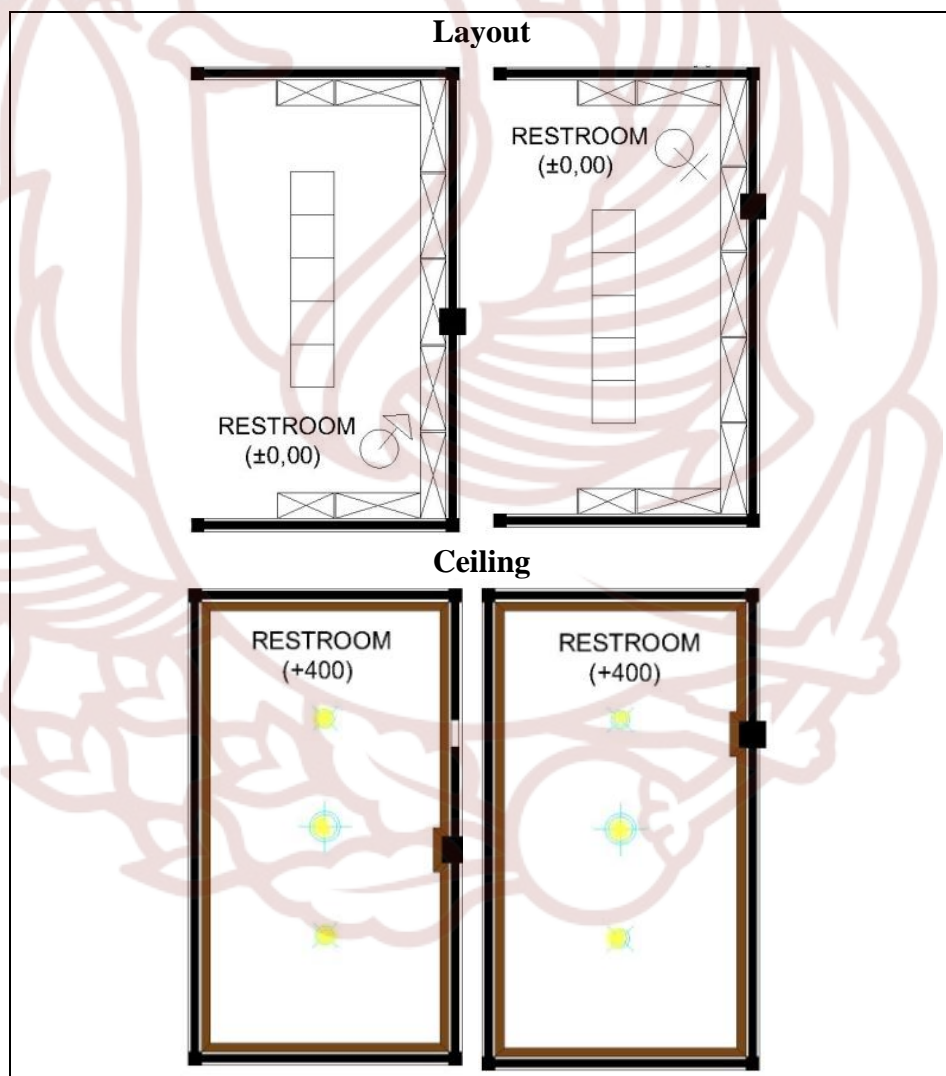 Layout
RESTROOM
(±0,00)
RESTROOM
(±0,00)
Ceiling
RESTROOM
(+400)
RESTROOM
(+400)